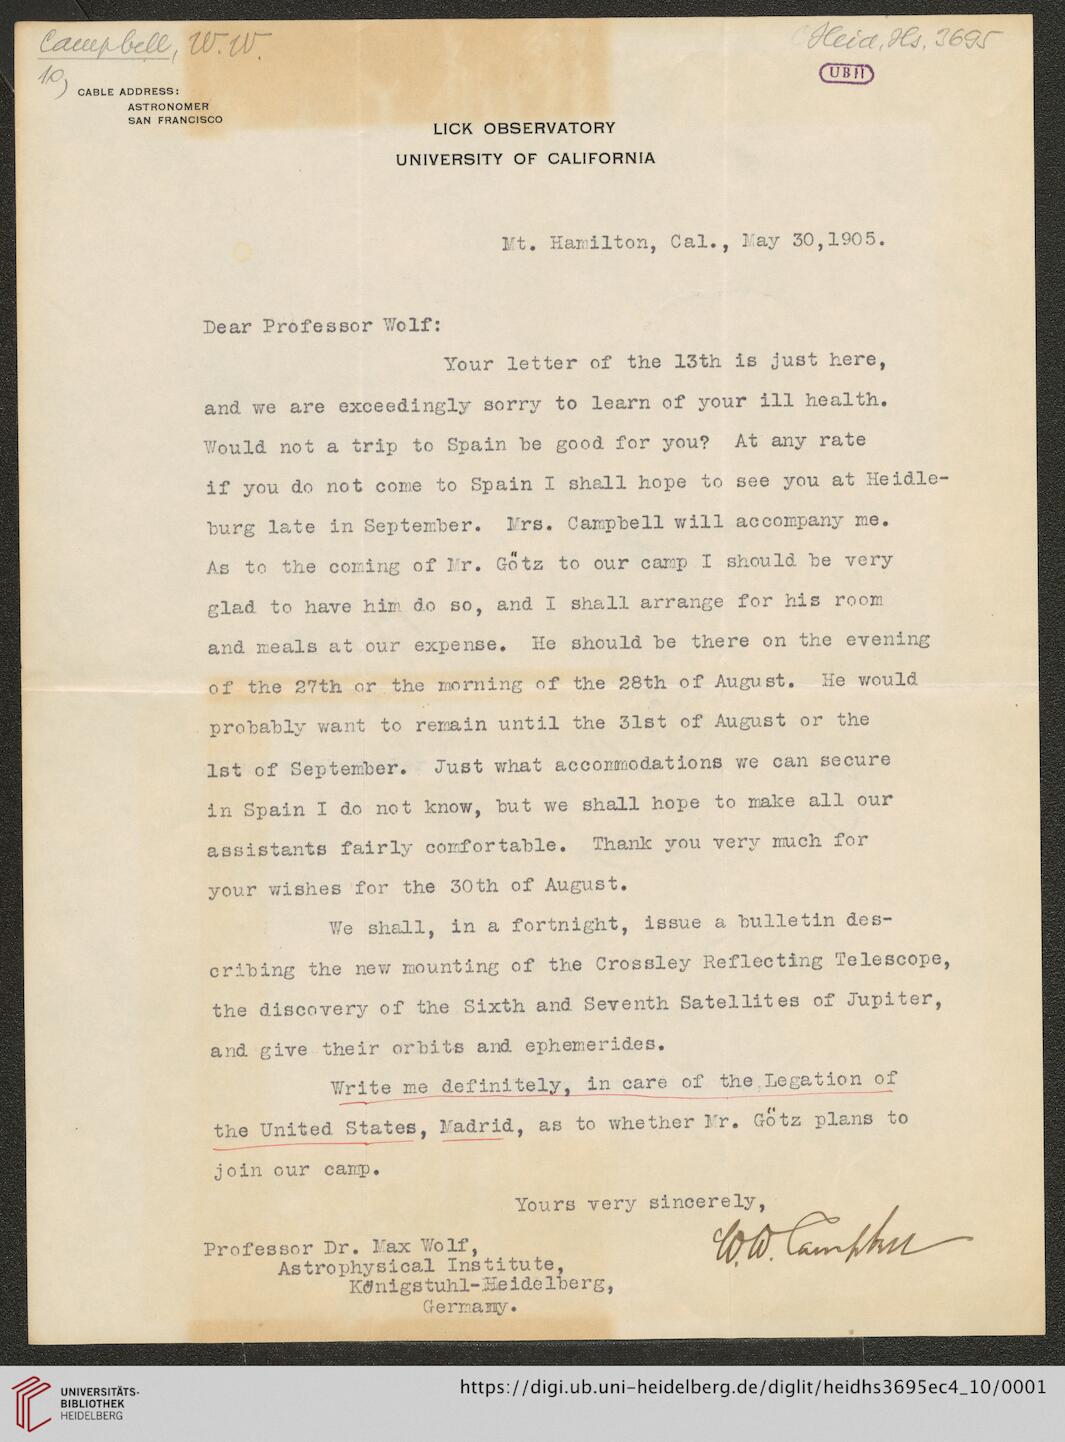 Campbell, W. W.
Heid. Hs. 3695
10)
UBH
CABLE ADDRESS:
ASTRONOMER
SAN FRANCISCO
LICK OBSERVATORY
UNIVERSITY OF CALIFORNIA
Mt. Hamilton, Cal., May 30,1905.
Dear Professor Wolf:
Your letter of the 13th is just here,
and we are exceedingly sorry to learn of your ill health.
Would not a trip to Spain be good for you? At any rate
if you do not come to Spain I shall hope to see you at Heidle-
burg late in September. Mrs. Campbell will accompany me.
As to the coming of Mr. Götz to our camp I should be very
glad to have him do so, and I shall arrange for his room
and meals at our expense. He should be there on the evening
of the 27th or the morning of the 28th of August. He would
probably want to remain until the 31st of August or the
1st of September. Just what accommodations we can secure
in Spain I do not know, but we shall hope to make all our
assistants fairly comfortable. Thank you very much for
your wishes for the 30th of August.
We shall, in a fortnight, issue a bulletin des-
cribing the new mounting of the Crossley Reflecting Telescope,
the discovery of the Sixth and Seventh Satellites of Jupiter,
and give their orbits and ephemerides.
Write me definitely, in care of the Legation of
the United States, Madrid, as to whether Mr. Götz plans to
join our camp.
Yours very sincerely,
W. W. Campbell
Professor Dr. Max Wolf,
Astrophysical Institute,
Königstuhl-Heidelberg,
Germany.
UNIVERSITÄTS-
BIBLIOTHEK
HEIDELBERG
https://digi.ub.uni-heidelberg.de/diglit/heidhs3695ec4_10/0001